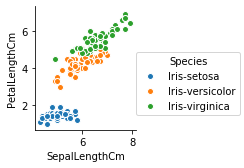 6
4
2
PetalLengthCm
6
8
SepalLengthCm
Species
Iris-setosa
Iris-versicolor
Iris-virginica